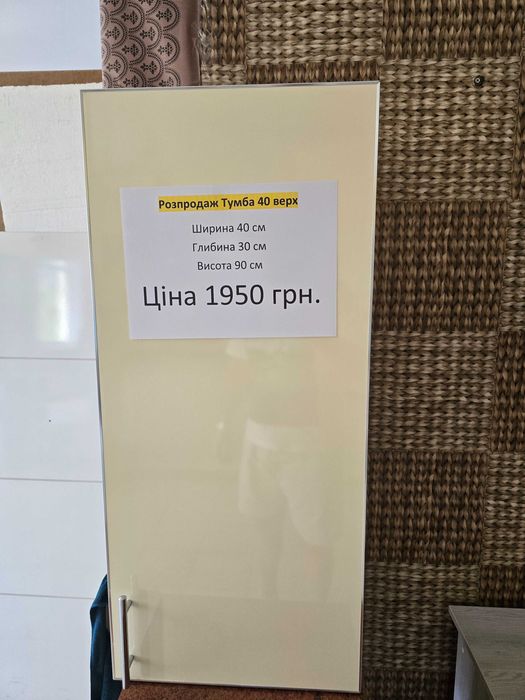 Розпродаж Тумба 40 верх
Ширина 40 см
Глибина 30 см
Висота 90 см
Ціна 1950 грн.